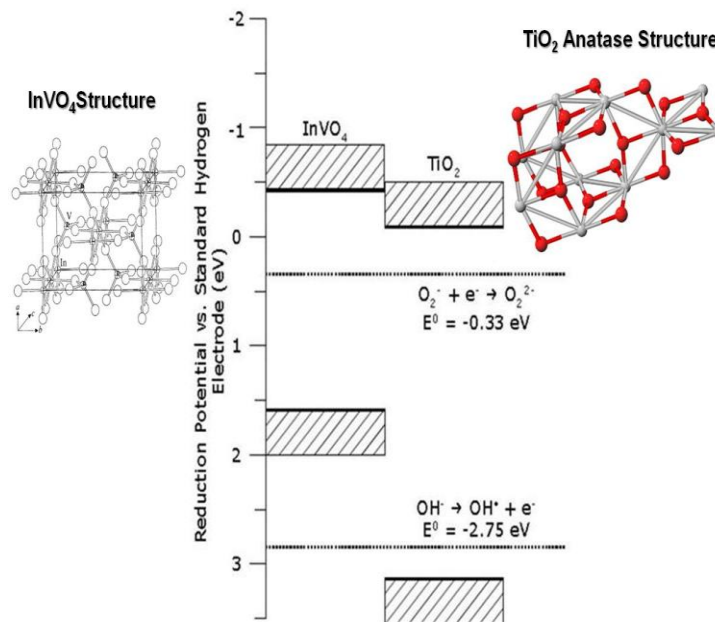 InVO₄Structure
TiO₂ Anatase Structure
Reduction Potential vs. Standard Hydrogen
Electrode (eV)
-2
-1
0
1
2
3
InVO₄
TiO₂
O₂⁻ + e⁻ → O₂²⁻
E⁰ = -0.33 eV
OH⁻ → OH• + e⁻
E⁰ = -2.75 eV
V
In
a
c
b